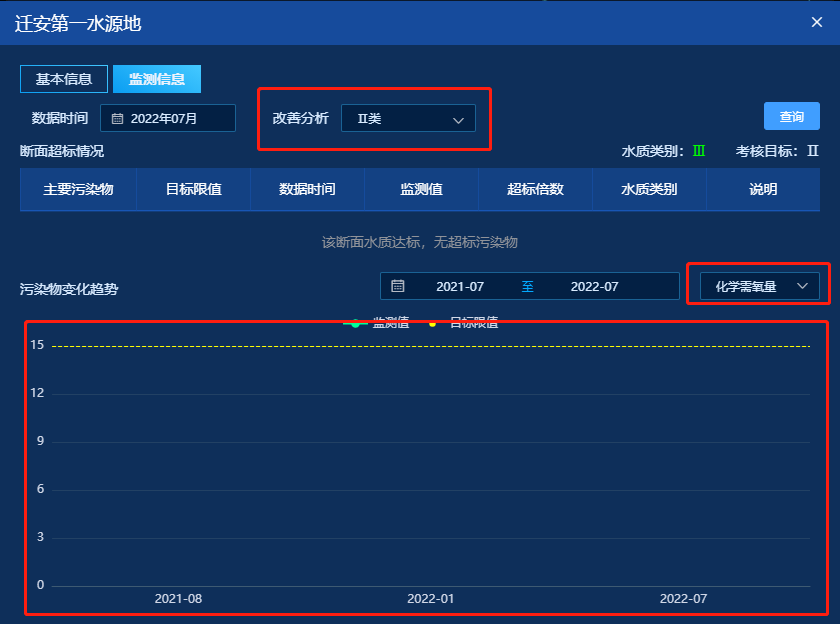 迁安第一水源地
基本信息 监测信息
数据时间 2022年07月 改善分析 Ⅱ类 查询
断面超标情况 水质类别： Ⅲ 考核目标： Ⅱ
主要污染物 目标限值 数据时间 监测值 超标倍数 水质类别 说明
该断面水质达标，无超标污染物
污染物变化趋势 2021-07 至 2022-07 化学需氧量
监测值 目标限值
15
12
9
6
3
0
2021-08 2022-01 2022-07